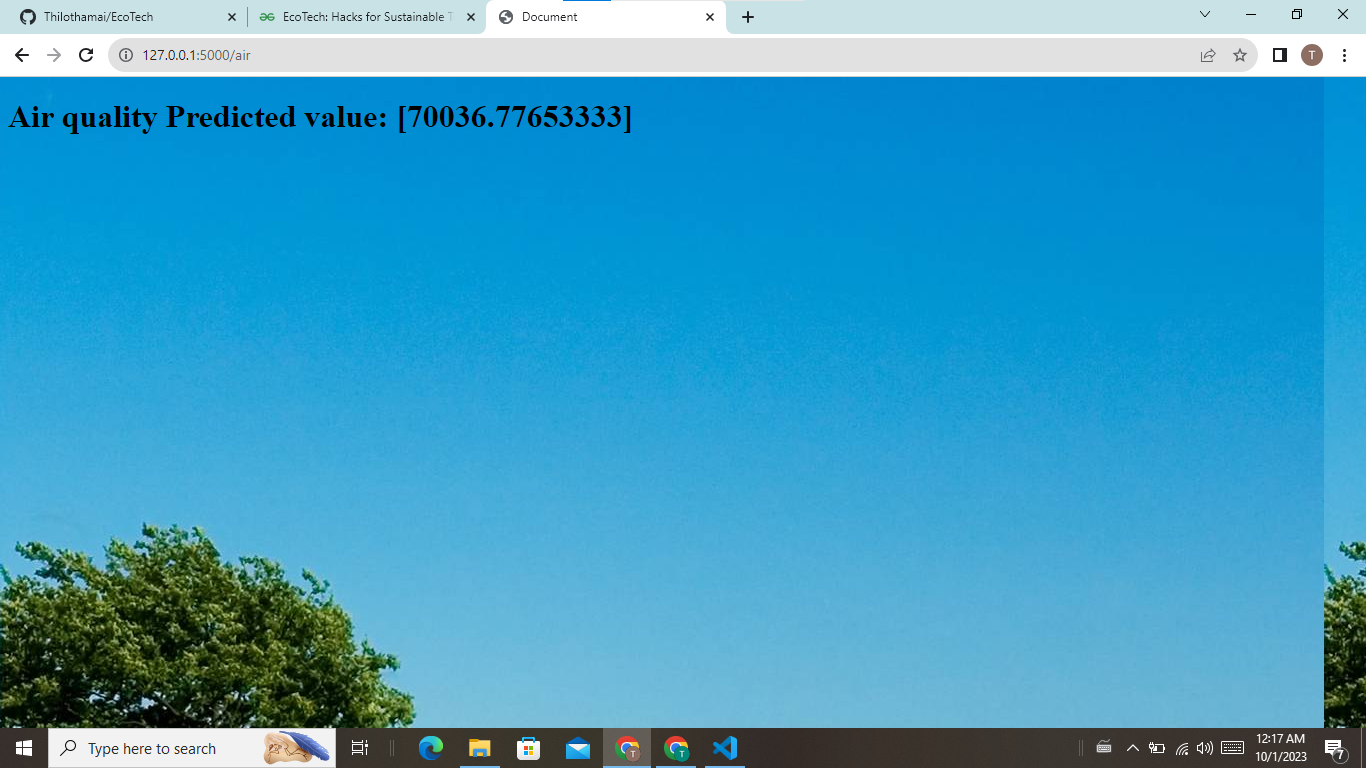 Thilothamai/EcoTech
EcoTech: Hacks for Sustainable T
Document
127.0.0.1:5000/air
T
Air quality Predicted value: [70036.77653333]
Type here to search
T
T
12:17 AM
10/1/2023
7